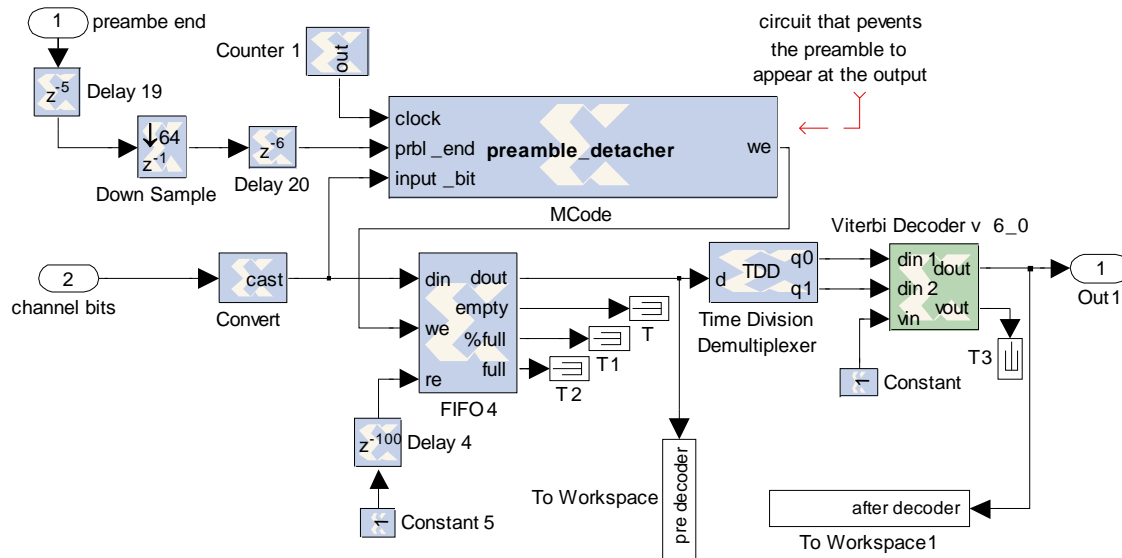 1
preambe end
Counter 1
out
circuit that pevents
the preamble to
appear at the output
z-5
Delay 19
↓64
z-1
Down Sample
z-6
Delay 20
clock
prbl _end
input _bit
preamble_detacher
we
MCode
Viterbi Decoder v 6_0
2
channel bits
cast
Convert
din
we
re
dout
empty
%full
full
FIFO 4
T
T1
T2
d
TDD
q0
q1
Time Division
Demultiplexer
din 1
din 2
vin
dout
vout
1
Out1
T3
1
Constant
z-100
Delay 4
1
Constant 5
To Workspace
pre decoder
after decoder
To Workspace1